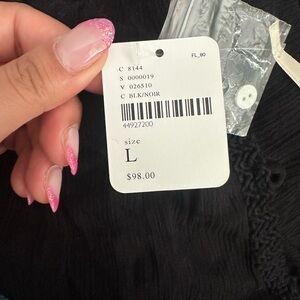 FL_80
C 8144
S 0000019
V 026510
C BLK/NOIR
44927200
size
L
$98.00